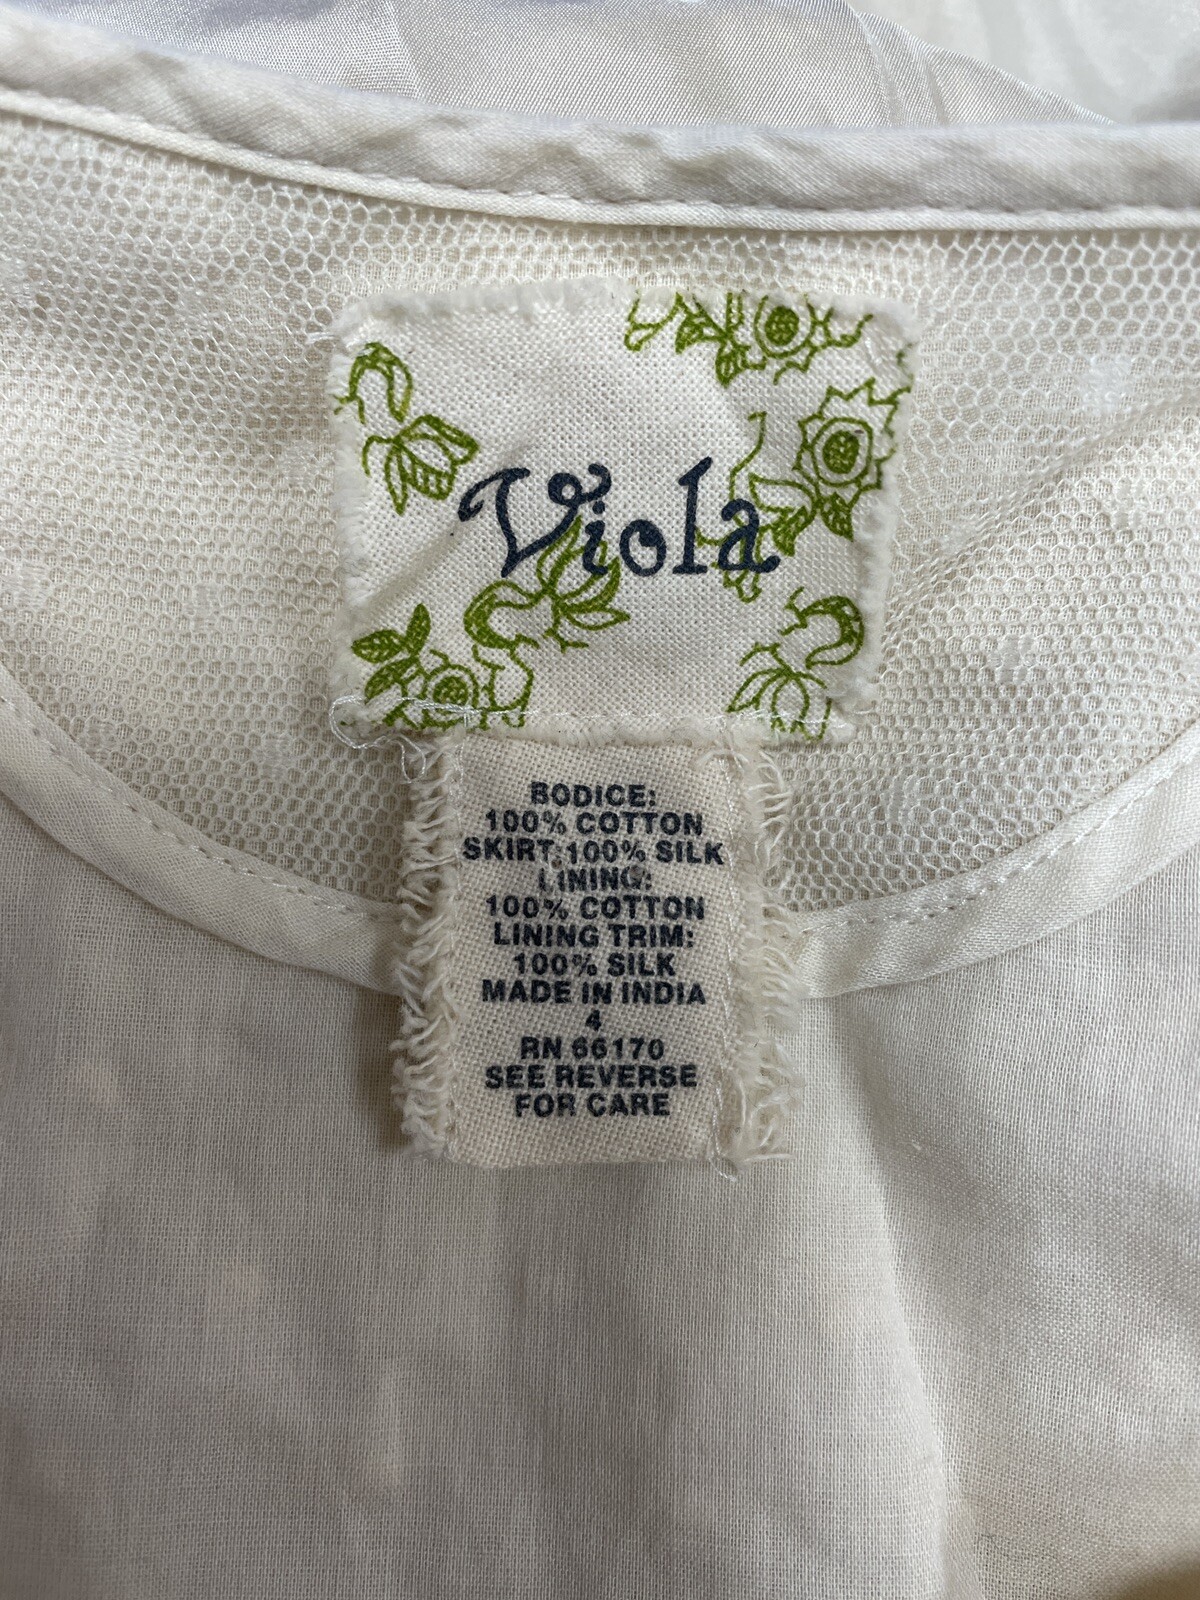 Viola
BODICE:
100% COTTON
SKIRT:100% SILK
LINING:
100% COTTON
LINING TRIM:
100% SILK
MADE IN INDIA
4
RN 66170
SEE REVERSE
FOR CARE